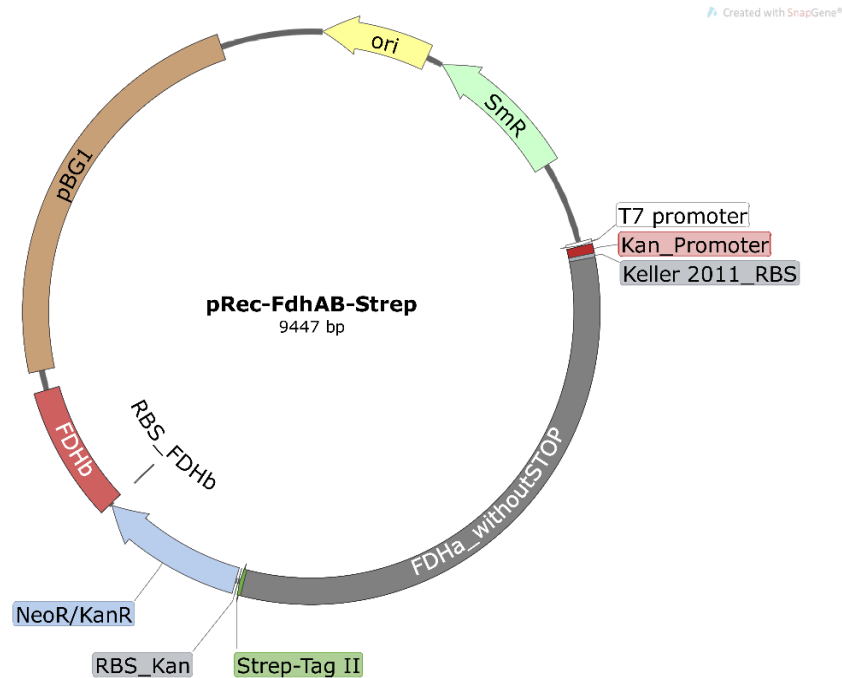 Created with SnapGene®
ori
SmR
pBG1
T7 promoter
Kan_Promoter
Keller 2011_RBS
pRec-FdhAB-Strep
9447 bp
RBS_FDHb
FDHb
FDHa_withoutSTOP
NeoR/KanR
RBS_Kan
Strep-Tag II